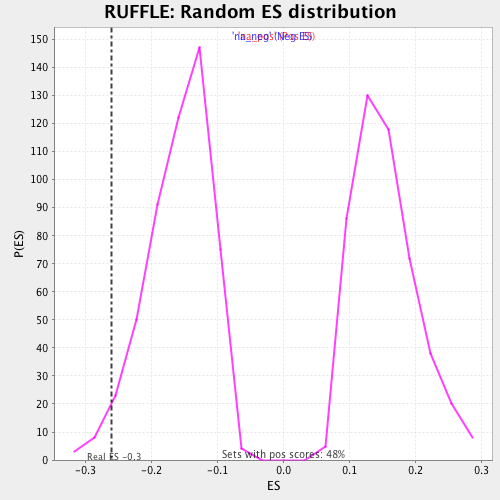 RUFFLE: Random ES distribution
(Neg ES)
150
140
130
120
110
100
90
80
70
60
50
40
30
20
10
0
P(ES)
Real ES -0.3
Sets with pos scores: 48%
-0.3 -0.2 -0.1 0.0 0.1 0.2 0.3
ES